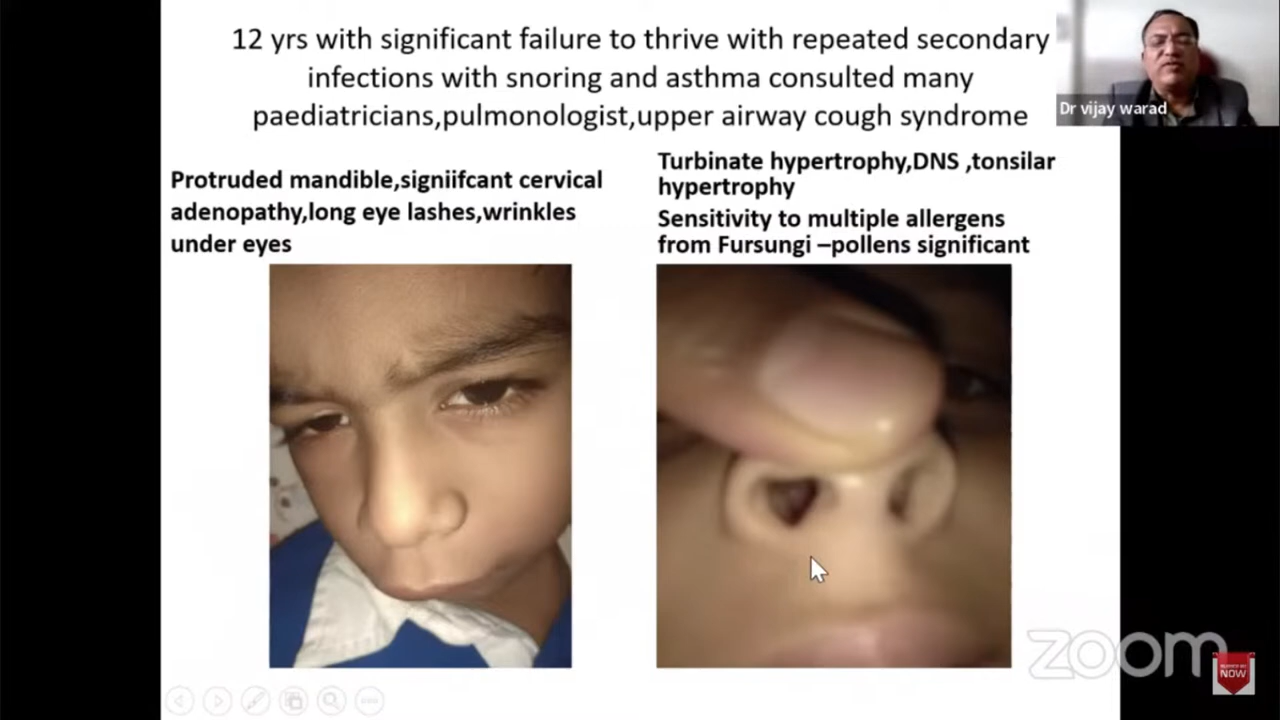 12 yrs with significant failure to thrive with repeated secondary
infections with snoring and asthma consulted many
paediatricians,pulmonologist,upper airway cough syndrome
Dr vijay warad
Protruded mandible,signiifcant cervical
adenopathy,long eye lashes,wrinkles
under eyes
Turbinate hypertrophy,DNS ,tonsilar
hypertrophy
Sensitivity to multiple allergens
from Fursungi –pollens significant
zoom
NOW